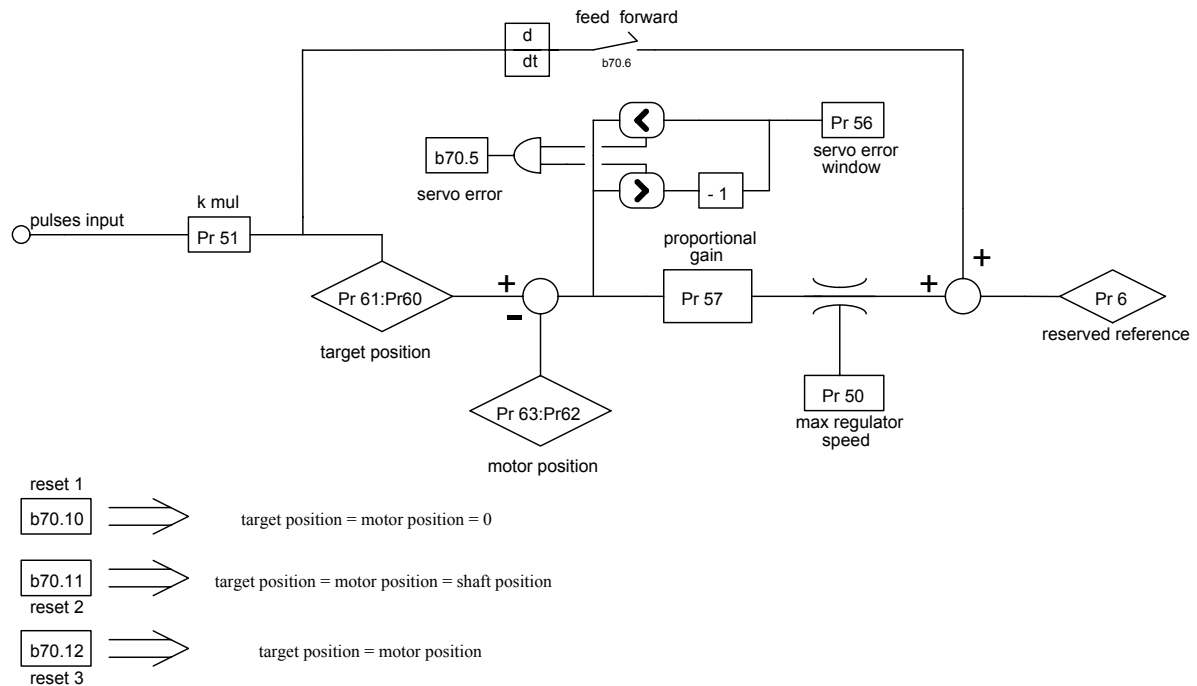 feed forward
d
dt
b70.6
Pr 56
servo error
window
b70.5
servo error
- 1
k mul
pulses input
Pr 51
proportional
gain
Pr 61:Pr60
+
-
Pr 57
+
+
Pr 6
target position
reserved reference
Pr 63:Pr62
Pr 50
max regulator
speed
motor position
reset 1
b70.10
target position = motor position = 0
b70.11
target position = motor position = shaft position
reset 2
b70.12
target position = motor position
reset 3